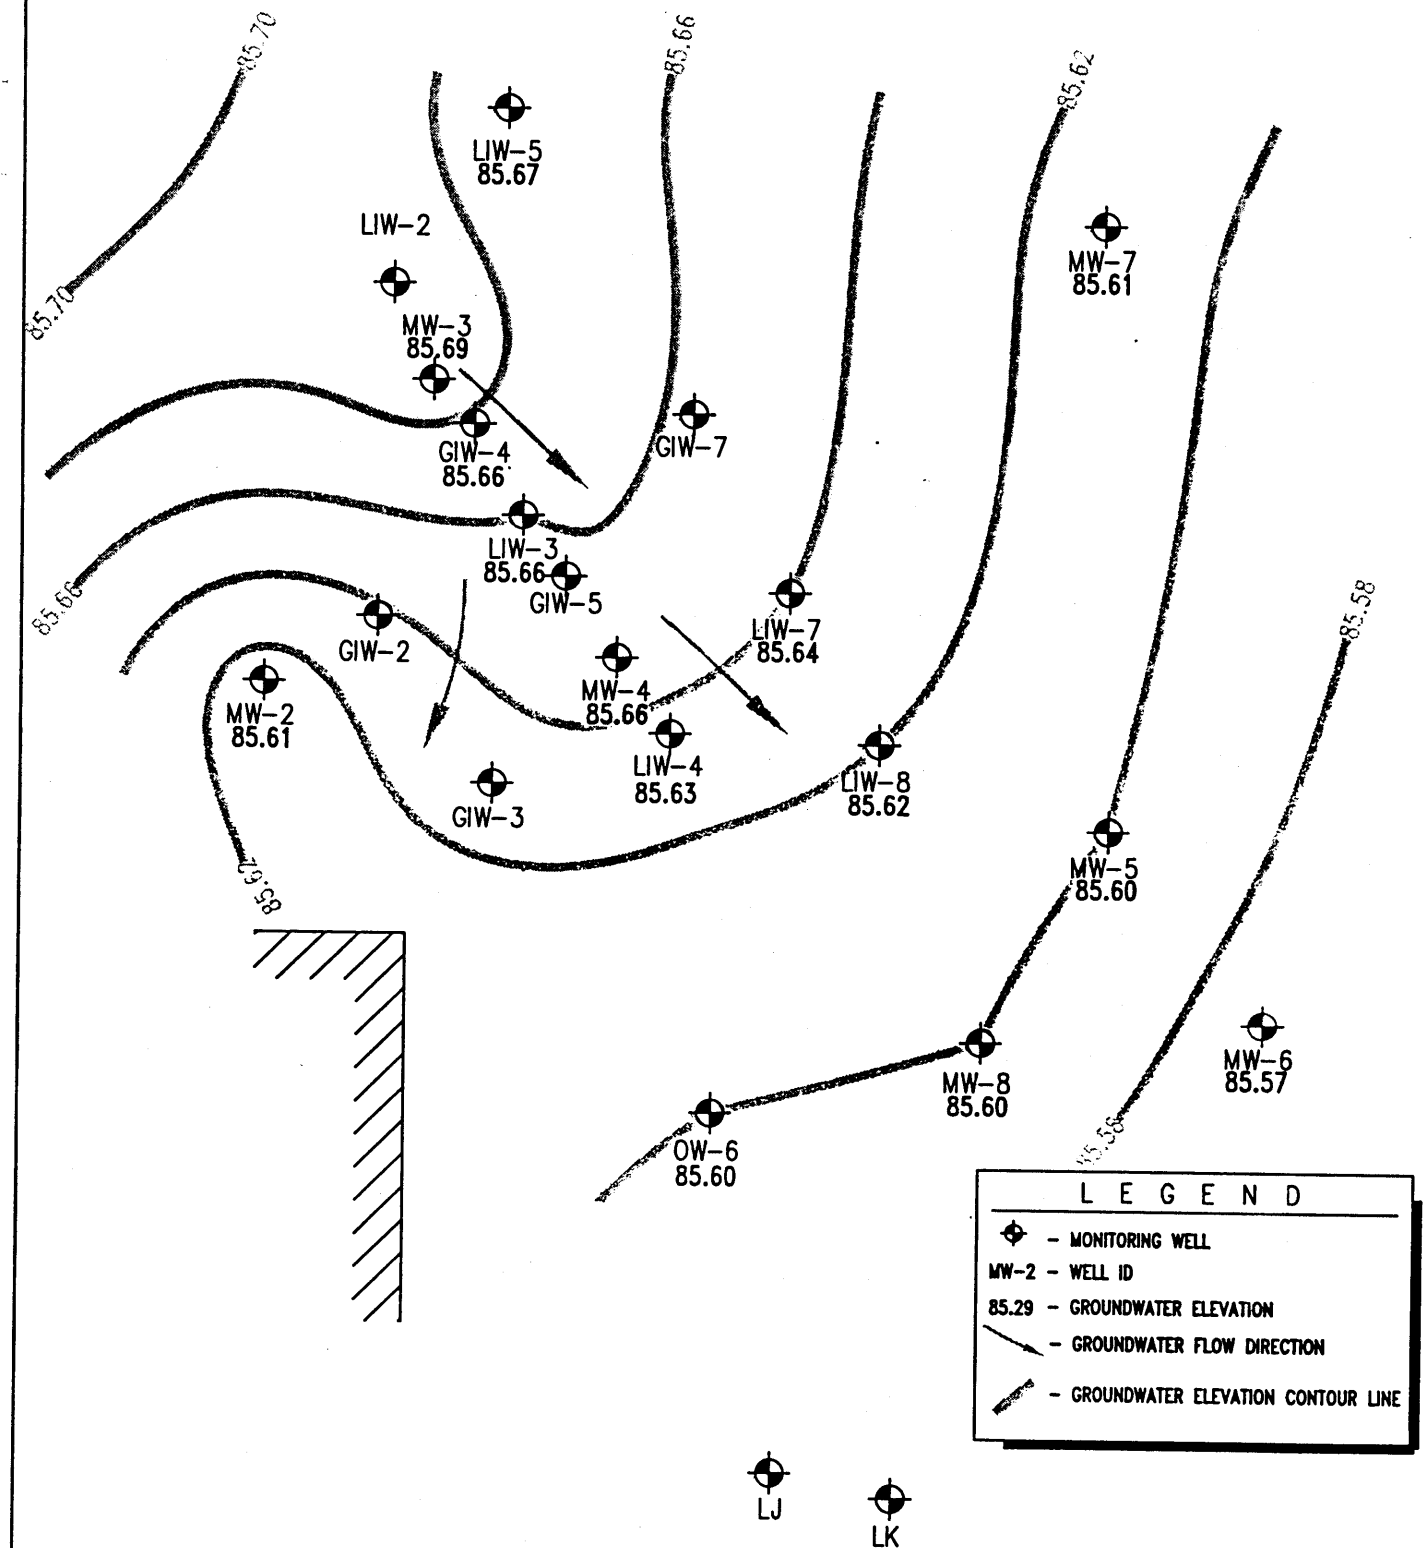 85.70
85.66
85.62
LIW-5
85.67
LIW-2
MW-7
85.61
85.70
MW-3
85.69
GIW-4
85.66
GIW-7
LIW-3
85.66
GIW-5
85.66
85.58
GIW-2
LIW-7
85.64
MW-4
85.66
MW-2
85.61
LIW-4
85.63
LIW-8
85.62
GIW-3
85.62
MW-5
85.60
MW-6
85.57
MW-8
85.60
OW-6
85.60
85.58
L E G E N D
- MONITORING WELL
MW-2 - WELL ID
85.29 - GROUNDWATER ELEVATION
- GROUNDWATER FLOW DIRECTION
- GROUNDWATER ELEVATION CONTOUR LINE
LJ
LK